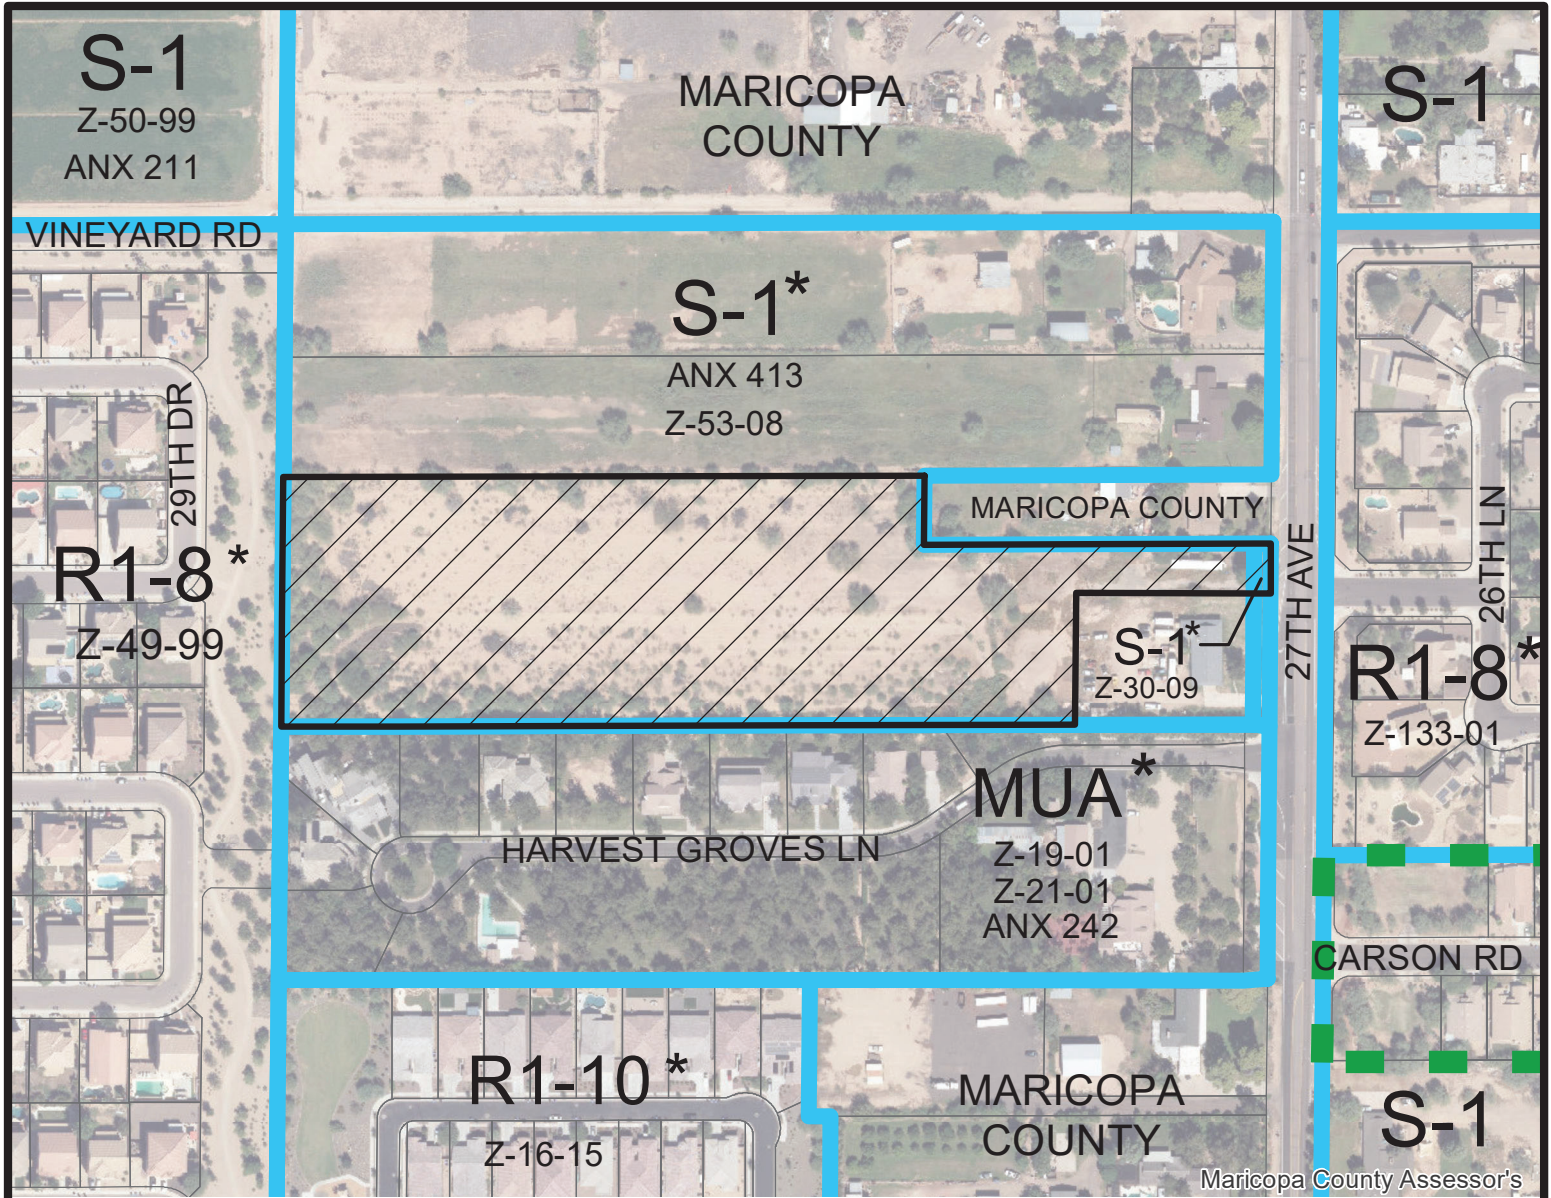 S-1
Z-50-99
ANX 211
MARICOPA
COUNTY
S-1
VINEYARD RD
S-1*
ANX 413
Z-53-08
29TH DR
MARICOPA COUNTY
R1-8*
Z-49-99
27TH AVE
26TH LN
S-1*
Z-30-09
R1-8*
Z-133-01
MUA*
Z-19-01
Z-21-01
ANX 242
HARVEST GROVES LN
CARSON RD
R1-10*
Z-16-15
MARICOPA
COUNTY
S-1
Maricopa County Assessor's